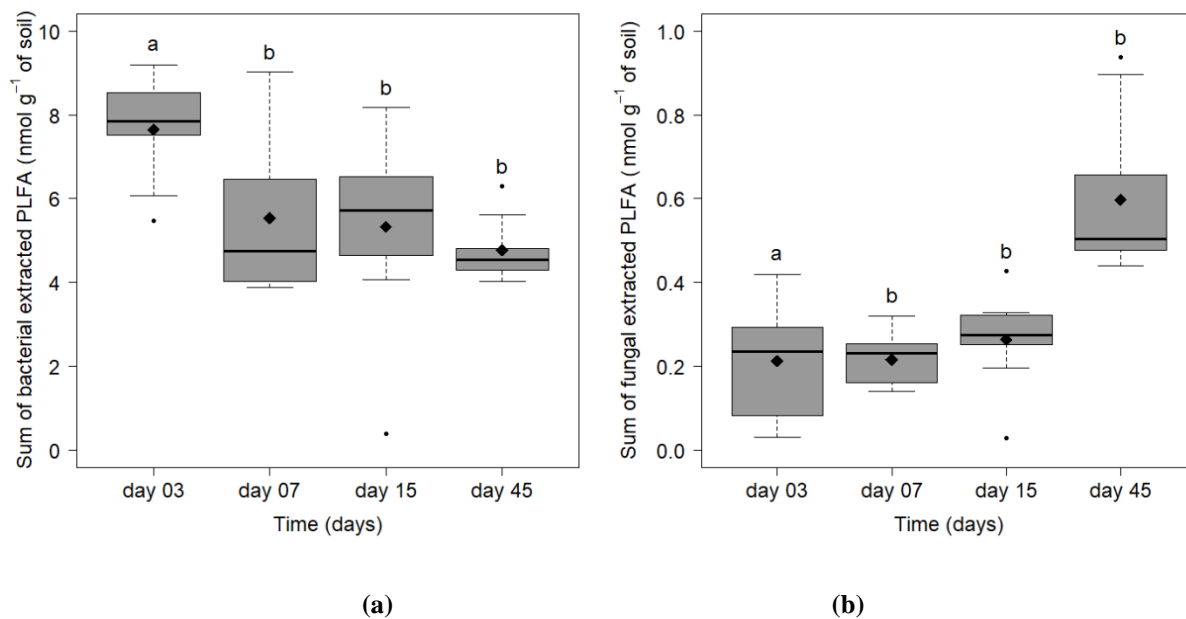 Sum of bacterial extracted PLFA (nmol g⁻¹ of soil)
10
8
6
4
2
0
a
b
b
b
day 03
day 07
day 15
day 45
Time (days)
(a)
Sum of fungal extracted PLFA (nmol g⁻¹ of soil)
1.0
0.8
0.6
0.4
0.2
0.0
a
b
b
b
day 03
day 07
day 15
day 45
Time (days)
(b)